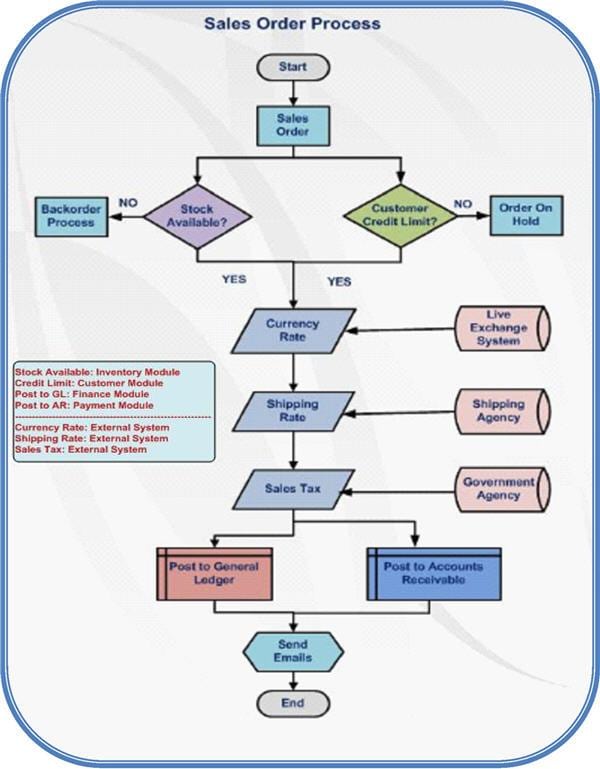 Sales Order Process
Start
Sales
Order
Backorder
Process
NO
Stock
Available?
Customer
Credit Limit?
NO
Order On
Hold
YES
YES
Currency
Rate
Live
Exchange
System
Stock Available: Inventory Module
Credit Limit: Customer Module
Post to GL: Finance Module
Post to AR: Payment Module
Currency Rate: External System
Shipping Rate: External System
Sales Tax: External System
Shipping
Rate
Shipping
Agency
Sales Tax
Government
Agency
Post to General
Ledger
Post to Accounts
Receivable
Send
Emails
End